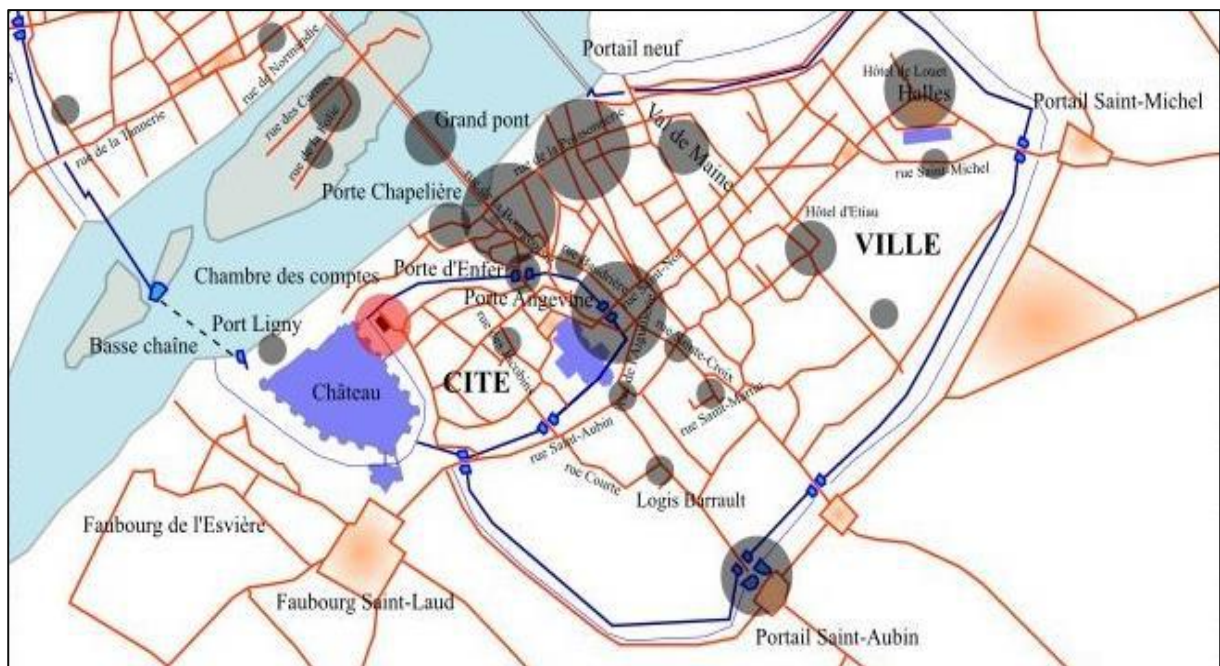 Portail neuf
Hôtel de Louet
Halles
Portail Saint-Michel
rue de Normandie
rue des Carmes
rue de la Tannerie
Grand pont
rue de la Poissonnerie
Val de Maine
rue Saint-Michel
Porte Chapelière
Hôtel d'Etiau
VILLE
Chambre des comptes
Porte d'Enfer
Porte Angevine
Port Ligny
Basse chaîne
rue Sainte-Croix
Château
CITE
rue Saint-Martin
rue Saint-Aubin
rue Courte
Logis Barrault
Faubourg de l'Esvière
Faubourg Saint-Laud
Portail Saint-Aubin